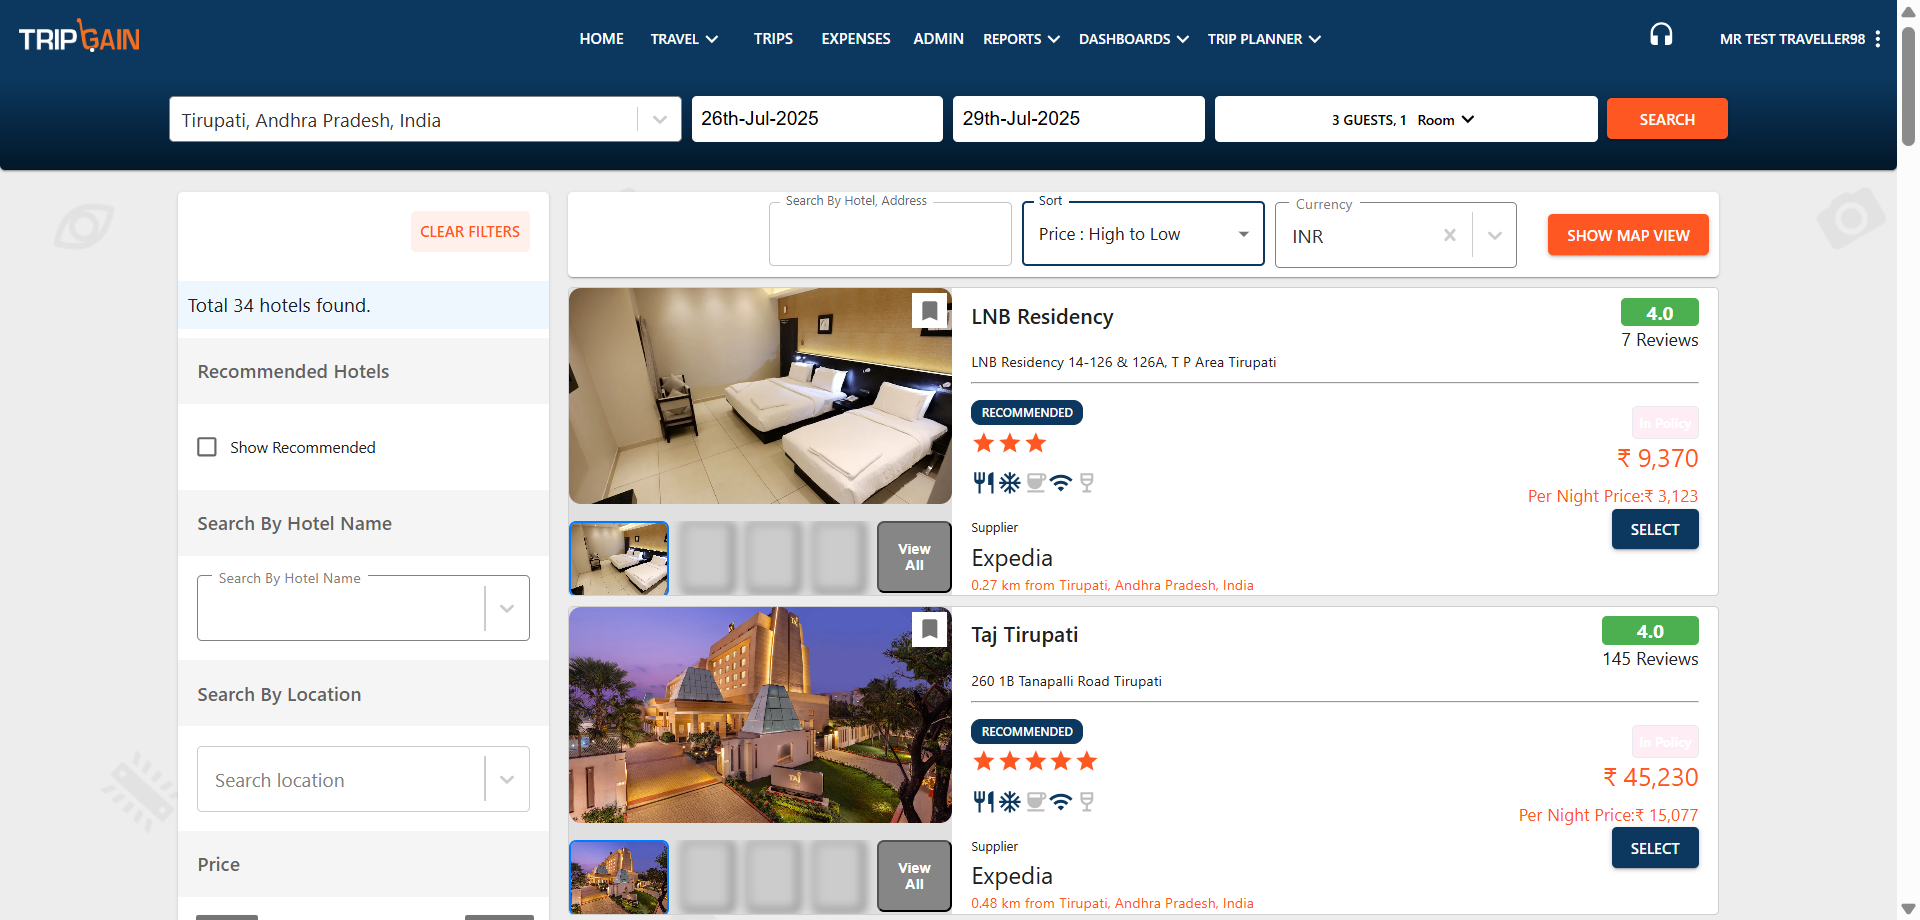 TRIPGAIN
HOME
TRAVEL
TRIPS
EXPENSES
ADMIN
REPORTS
DASHBOARDS
TRIP PLANNER
MR TEST TRAVELLER98
Tirupati, Andhra Pradesh, India
26th-Jul-2025
29th-Jul-2025
3 GUESTS, 1 Room
SEARCH
CLEAR FILTERS
Total 34 hotels found.
Recommended Hotels
Show Recommended
Search By Hotel Name
Search By Hotel Name
Search By Location
Search location
Price
Search By Hotel, Address
Sort
Price : High to Low
Currency
INR
SHOW MAP VIEW
LNB Residency
4.0
7 Reviews
LNB Residency 14-126 & 126A, T P Area Tirupati
RECOMMENDED
In Policy
₹ 9,370
Per Night Price:₹ 3,123
SELECT
Supplier
Expedia
0.27 km from Tirupati, Andhra Pradesh, India
View
All
Taj Tirupati
4.0
145 Reviews
260 1B Tanapalli Road Tirupati
RECOMMENDED
In Policy
₹ 45,230
Per Night Price:₹ 15,077
SELECT
Supplier
Expedia
0.48 km from Tirupati, Andhra Pradesh, India
TAJ
View
All